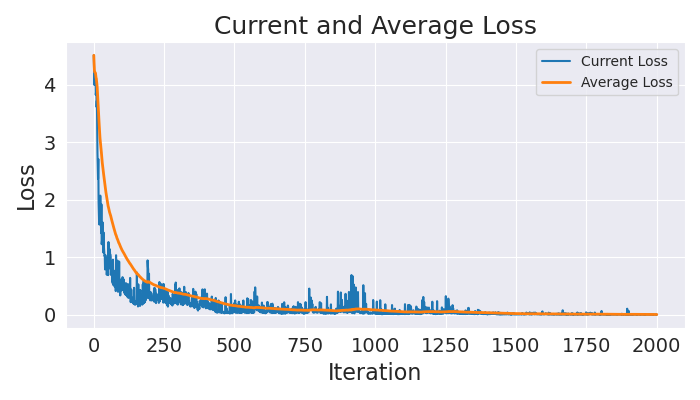 Current and Average Loss
Current Loss
Average Loss
Loss
4
3
2
1
0
0 250 500 750 1000 1250 1500 1750 2000
Iteration